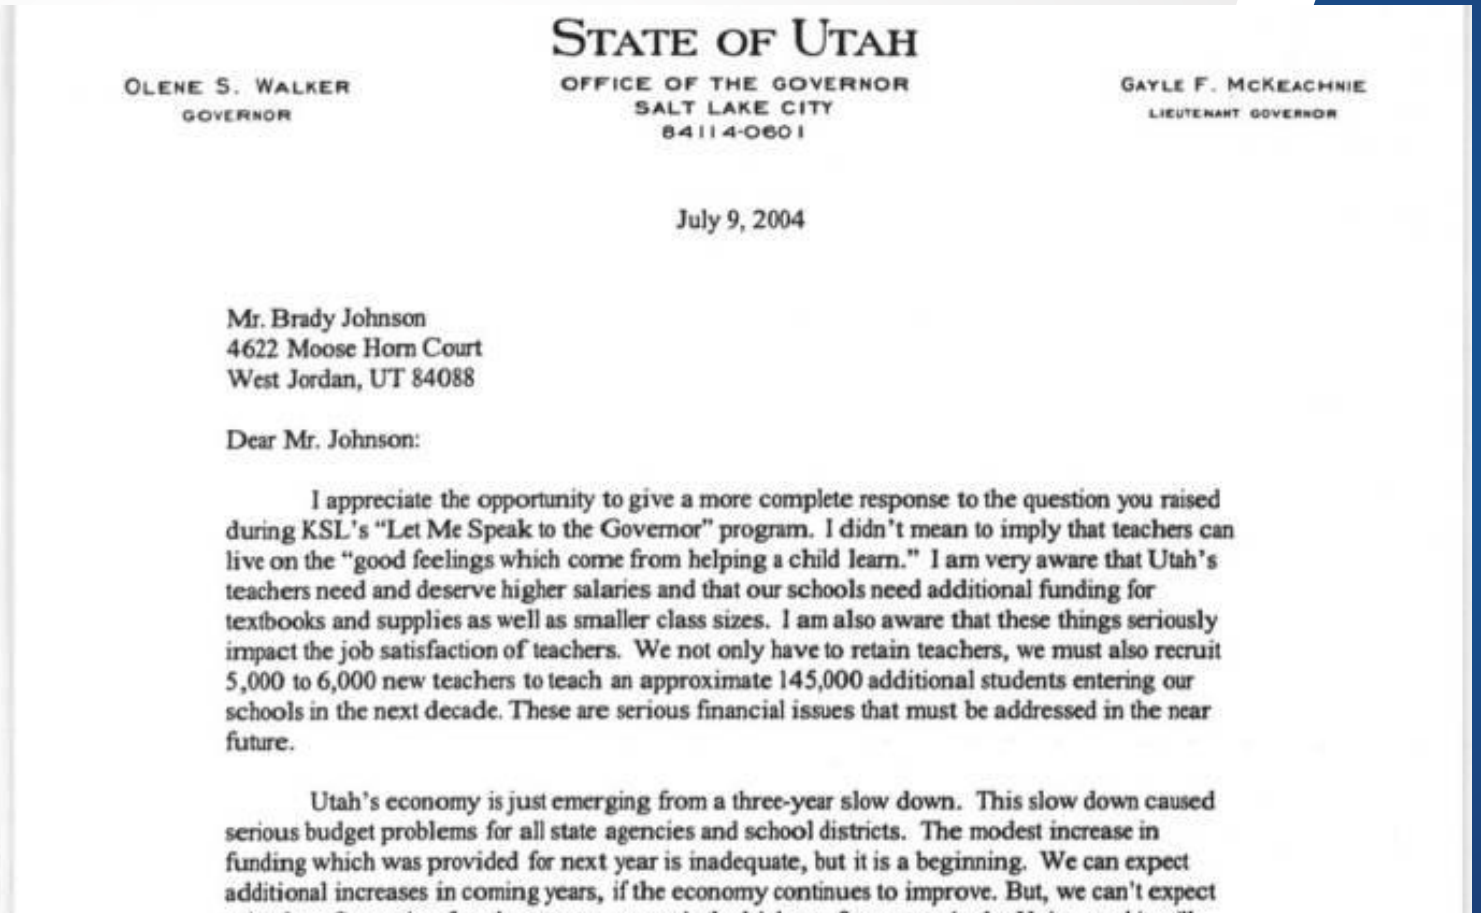 STATE OF UTAH
OLENE S. WALKER
GOVERNOR
OFFICE OF THE GOVERNOR
SALT LAKE CITY
84114-0601
GAYLE F. MCKEACHNIE
LIEUTENANT GOVERNOR
July 9, 2004
Mr. Brady Johnson
4622 Moose Horn Court
West Jordan, UT 84088
Dear Mr. Johnson:
I appreciate the opportunity to give a more complete response to the question you raised
during KSL's “Let Me Speak to the Governor” program. I didn't mean to imply that teachers can
live on the “good feelings which come from helping a child learn.” I am very aware that Utah's
teachers need and deserve higher salaries and that our schools need additional funding for
textbooks and supplies as well as smaller class sizes. I am also aware that these things seriously
impact the job satisfaction of teachers. We not only have to retain teachers, we must also recruit
5,000 to 6,000 new teachers to teach an approximate 145,000 additional students entering our
schools in the next decade. These are serious financial issues that must be addressed in the near
future.
Utah's economy is just emerging from a three-year slow down. This slow down caused
serious budget problems for all state agencies and school districts. The modest increase in
funding which was provided for next year is inadequate, but it is a beginning. We can expect
additional increases in coming years, if the economy continues to improve. But, we can't expect